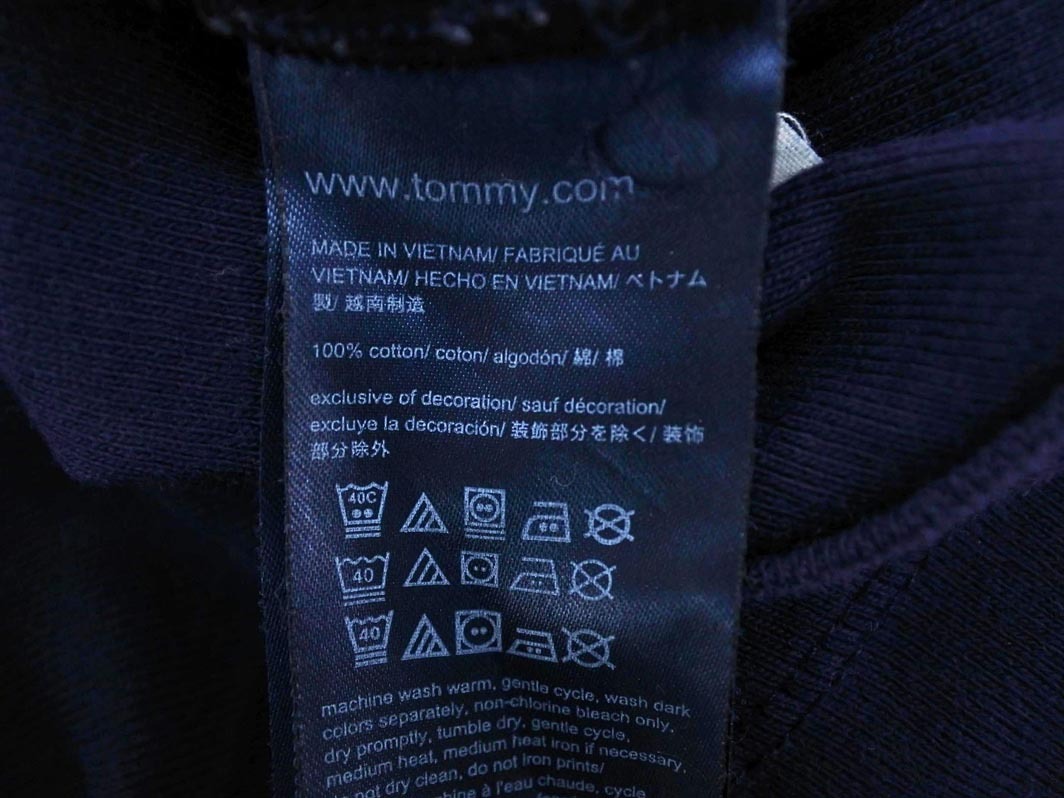 www.tommy.com
MADE IN VIETNAM/ FABRIQUÉ AU
VIETNAM/ HECHO EN VIETNAM/ ベトナム
製/ 越南制造
100% cotton/ coton/ algodón/ 綿/ 棉
exclusive of decoration/ sauf décoration/
excluye la decoración/ 装飾部分を除く/ 装饰
部分除外
40C
40
40
machine wash warm, gentle cycle, wash dark
colors separately, non-chlorine bleach only,
dry promptly, tumble dry, gentle cycle,
medium heat, medium heat iron if necessary,
not dry clean, do not iron prints/
à l'eau chaude, cycle